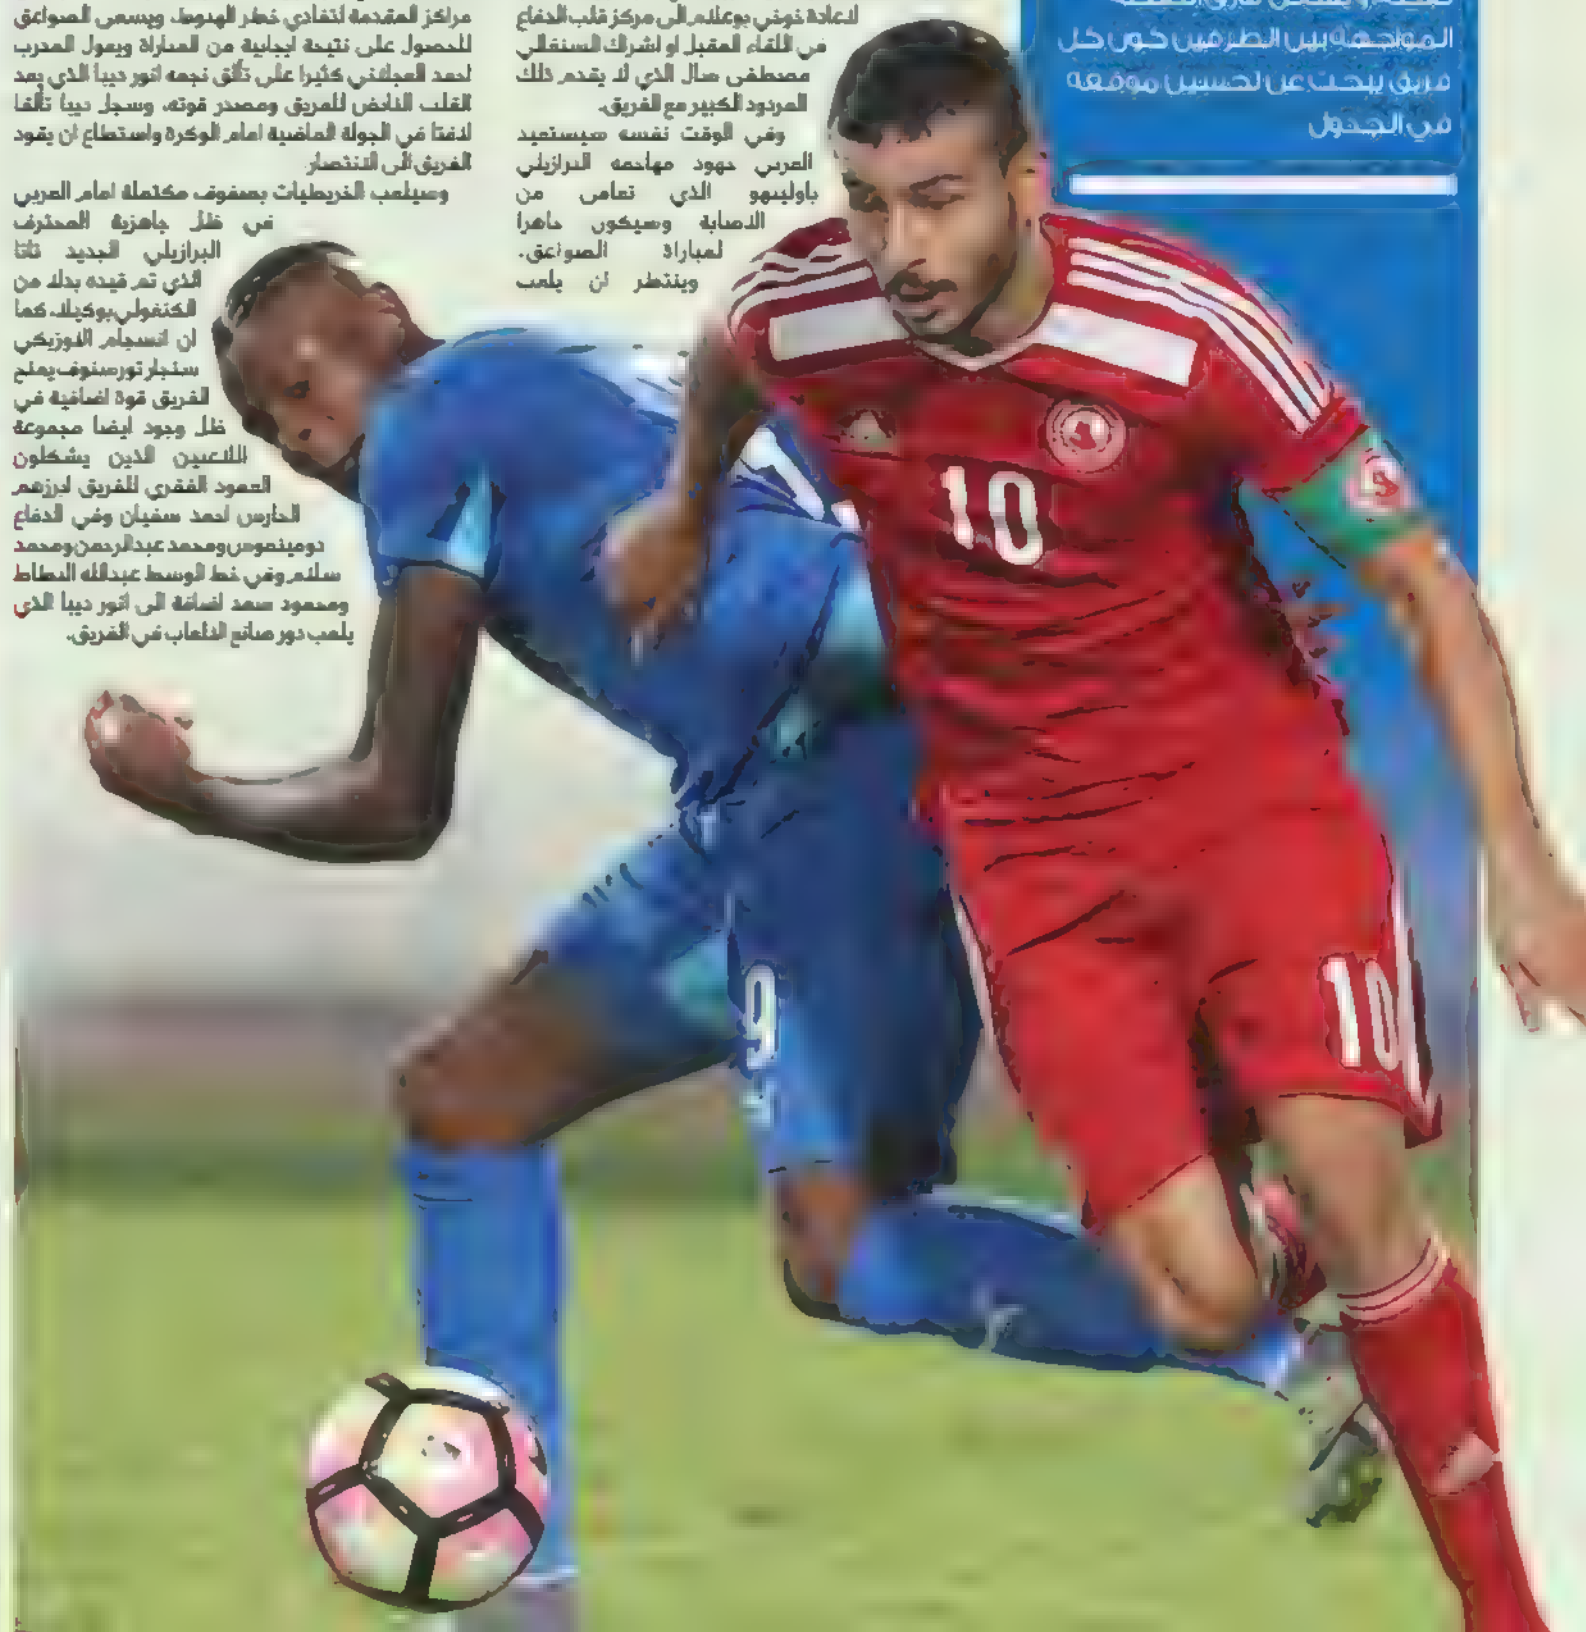 المواجهة بين الطرفين كون كل
فريق يبحث عن تحسين موقعه
في الجدول
لاعادة خوخي بوعلام الى مركز قلب الدفاع
في اللقاء المقبل او اشراك السنغالي
مصطفى صال الذي لا يقدم ذلك
المردود الكبير مع الفريق.
وفي الوقت نفسه سيستعيد
العربي جهود مهاجمه البرازيلي
باولينهو الذي تعافى من
الاصابة وسيكون جاهزا
لمباراة الصواعق.
وينتظر ان يلعب
مراكز المقدمة لتفادي خطر الهبوط، ويسعى الصواعق
للحصول على نتيجة ايجابية من المباراة ويعول المدرب
احمد العجلاني كثيرا على تألق نجمه انور ديبا الذي يعد
القلب النابض للفريق ومصدر قوته، وسجل ديبا تألقا
لافتا في الجولة الماضية امام الوكرة واستطاع ان يقود
الفريق الى الانتصار.
وسيلعب الخريطيات بصفوف مكتملة امام العربي
في ظل جاهزية المحترف
البرازيلي الجديد تاتا
الذي تم قيده بدلا من
الكنغولي بوكيلا، كما
ان انسجام الاوزبكي
سنجار تورسنوف يمنح
الفريق قوة اضافية في
ظل وجود ايضا مجموعة
اللاعبين الذين يشكلون
العمود الفقري للفريق ابرزهم
الحارس احمد سفيان وفي الدفاع
دومينغوس ومحمد عبدالرحمن ومحمد
سلام وفي خط الوسط عبدالله
ومحمود سعد اضافة الى انور ديبا الذي
يلعب دور صانع الالعاب في الفريق.
10
10
9